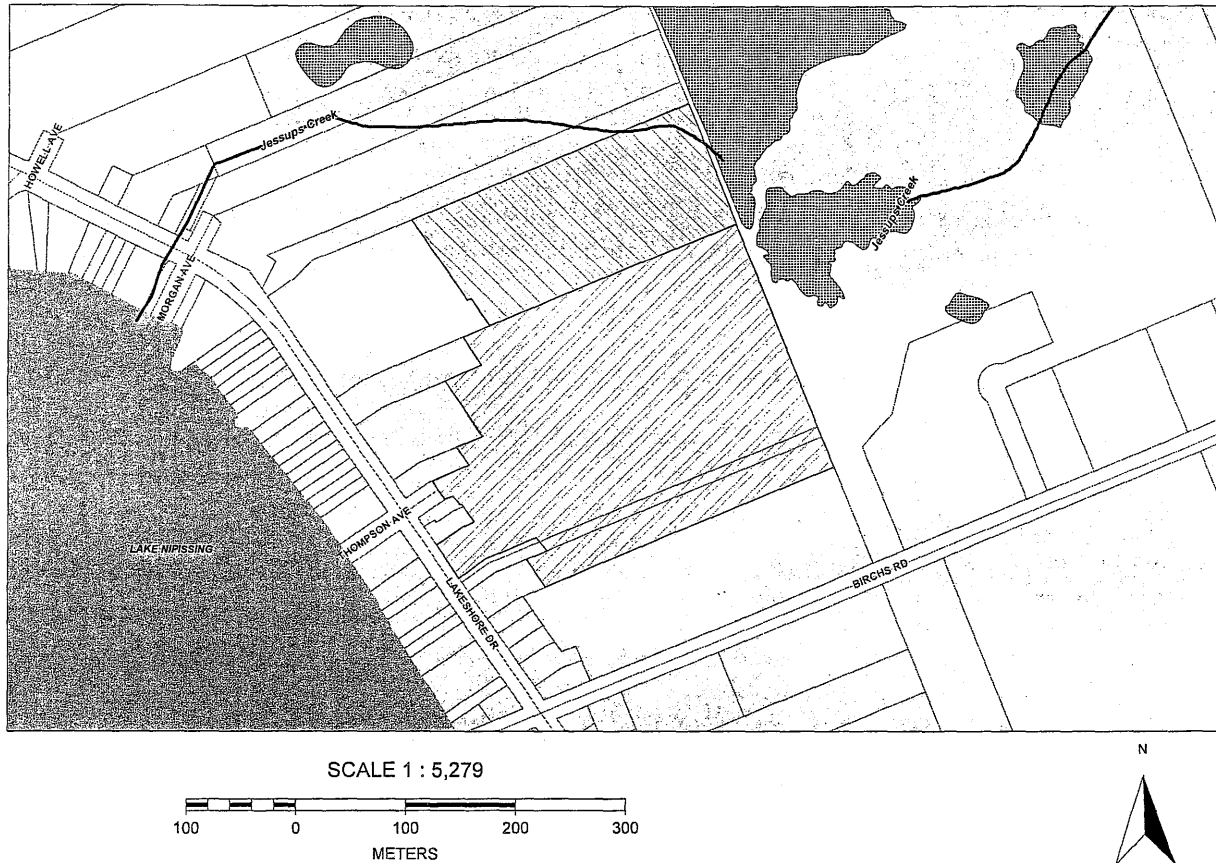 Jessups Creek
HOWELL AVE
Jessups Creek
MORGAN AVE
LAKE NIPISSING
HOMPSON AVE
BIRCHS RD
LAKESHORE DR
SCALE 1 : 5,279
100 0 100 200 300
METERS
N